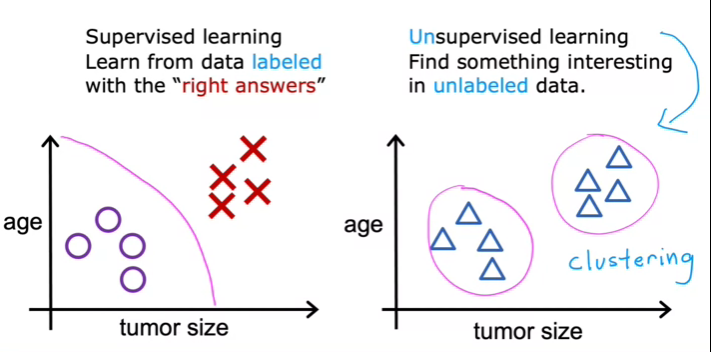 Supervised learning
Learn from data labeled
with the “right answers”
age
tumor size
Unsupervised learning
Find something interesting
in unlabeled data.
age
clustering
tumor size